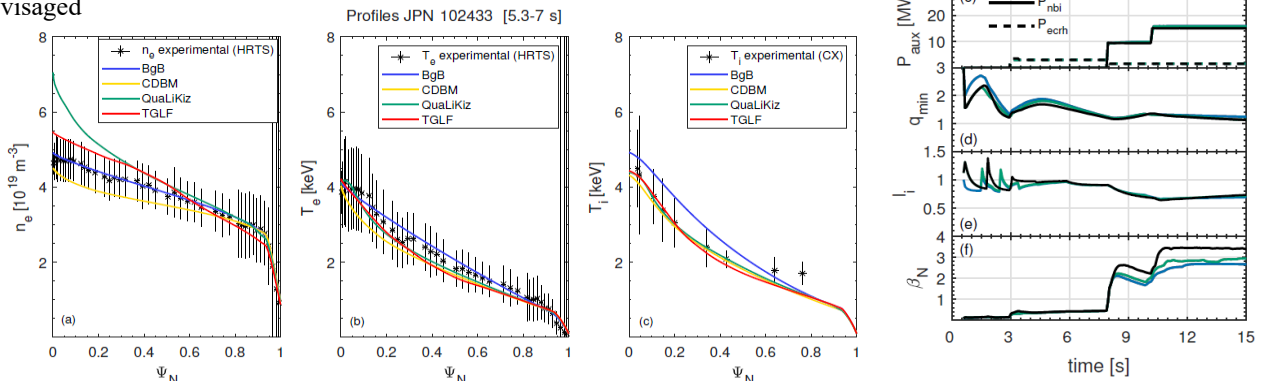 visaged
Profiles JPN 102433 [5.3-7 s]
8
6
4
2
n_e [10^19 m^-3]
n_e experimental (HRTS)
BgB
CDBM
QuaLiKiz
TGLF
(a)
0 0.2 0.4 0.6 0.8 1
Ψ_N
8
6
4
2
T_e [keV]
T_e experimental (HRTS)
BgB
CDBM
QuaLiKiz
TGLF
(b)
0 0.2 0.4 0.6 0.8 1
Ψ_N
8
6
4
2
T_i [keV]
T_i experimental (CX)
BgB
CDBM
QuaLiKiz
TGLF
(c)
0 0.2 0.4 0.6 0.8 1
Ψ_N
P_aux [MW
20
10
P_nbi
P_ecrh
3
2
1
q_min
(d)
1.5
1
0.5
l_i
(e)
4
3
2
1
β_N
(f)
0 3 6 9 12 15
time [s]